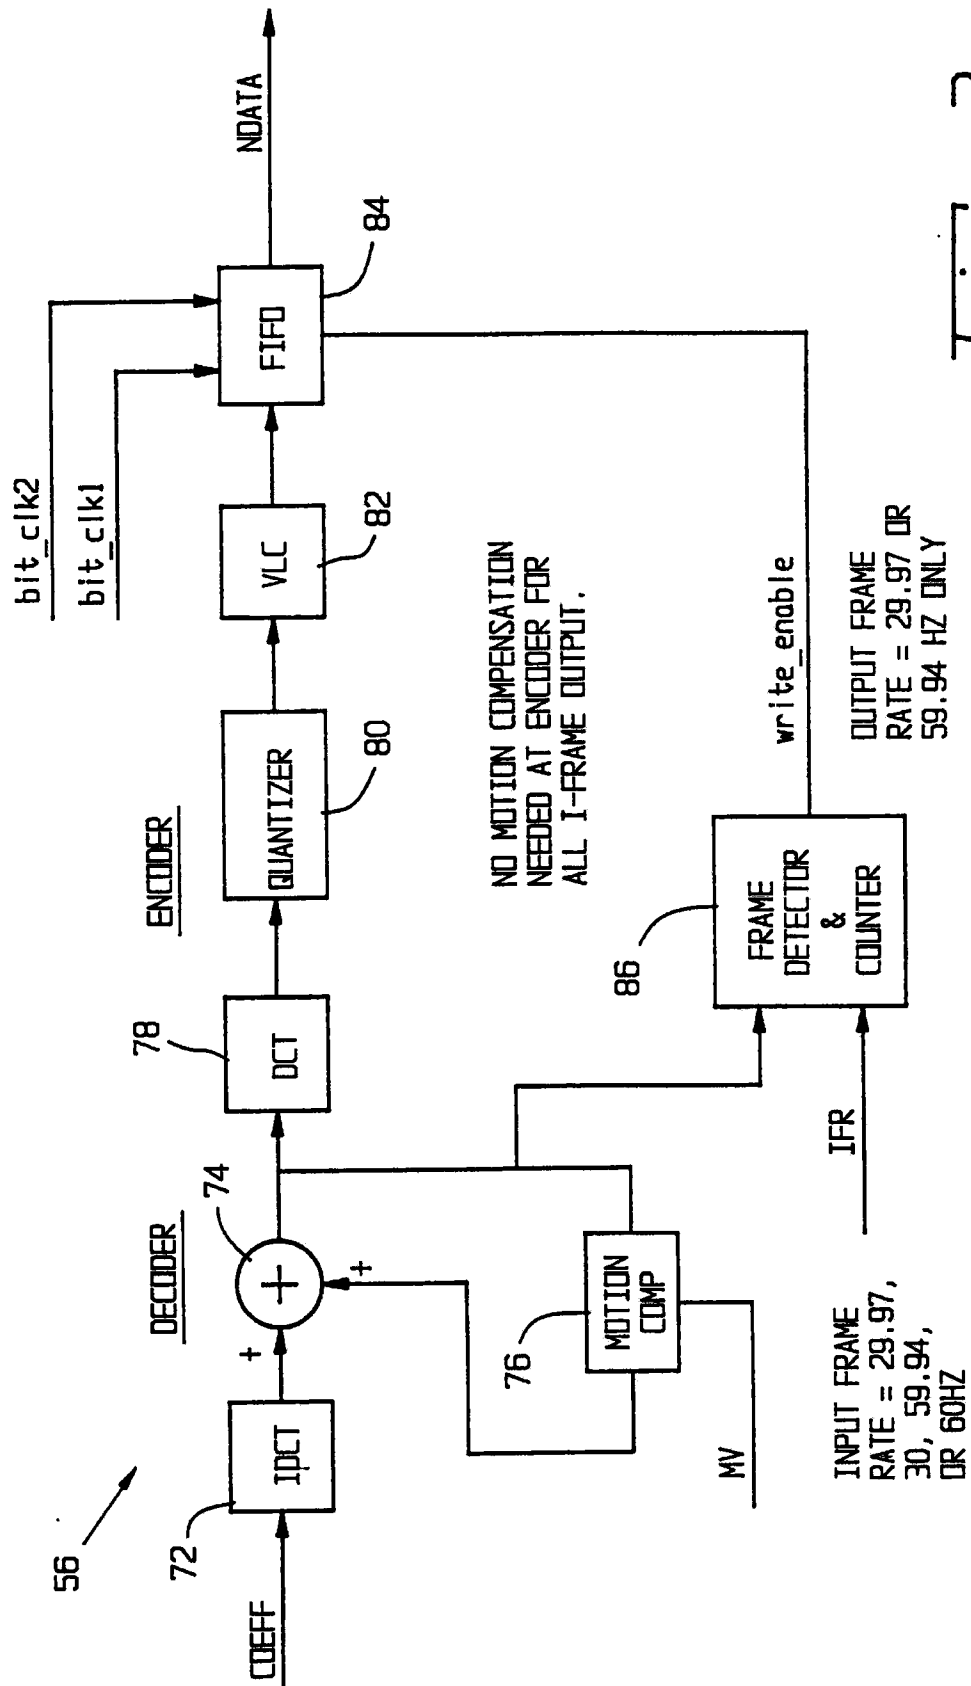 56
COEFF
72
IDCT
+
DECODER
74
+
+
76
MOTION
COMP
MV
78
DCT
ENCODER
QUANTIZER
80
VLC
82
bit_clk2
bit_clk1
FIFO
84
NDATA
NO MOTION COMPENSATION
NEEDED AT ENCODER FOR
ALL I-FRAME OUTPUT.
INPUT FRAME
RATE = 29.97,
30, 59.94,
OR 60HZ
IFR
86
FRAME
DETECTOR
&
COUNTER
write_enable
OUTPUT FRAME
RATE = 29.97 OR
59.94 HZ ONLY